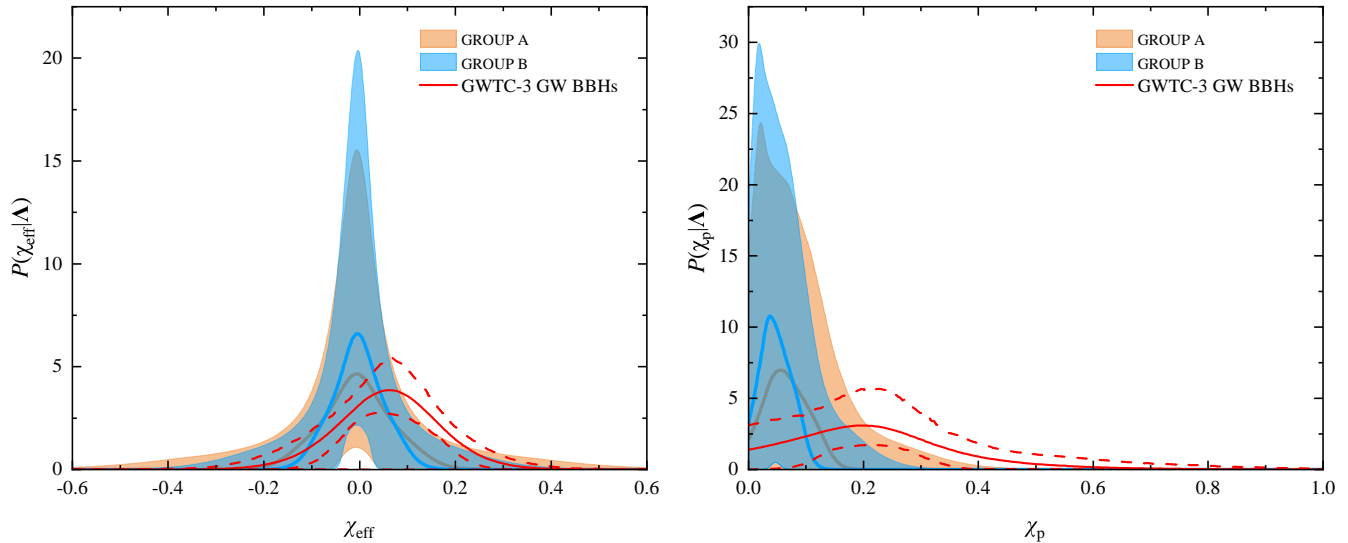 20
15
10
5
0
P(χeff|Λ)
-0.6
-0.4
-0.2
0.0
0.2
0.4
0.6
χeff
GROUP A
GROUP B
GWTC-3 GW BBHs
30
25
20
15
10
5
0
P(χp|Λ)
0.0
0.2
0.4
0.6
0.8
1.0
χp
GROUP A
GROUP B
GWTC-3 GW BBHs